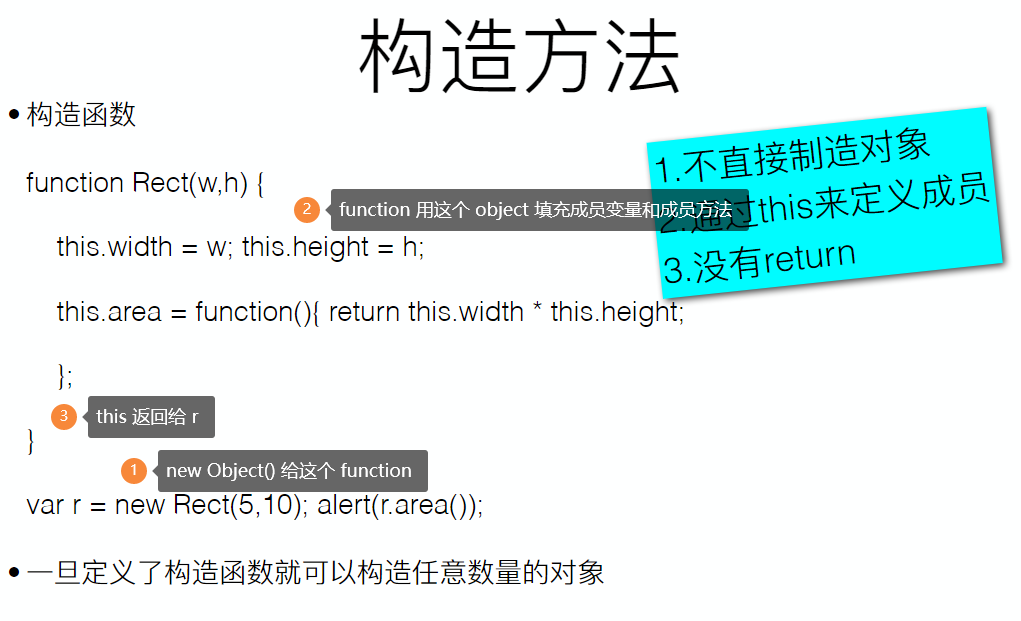 构造方法
•构造函数
function Rect(w,h) {
1.不直接制造对象
2.通过this来定义成员
3.没有return
2 function 用这个 object 填充成员变量和成员方法
this.width = w; this.height = h;
this.area = function(){ return this.width * this.height;
};
3 this 返回给 r
}
1 new Object() 给这个 function
var r = new Rect(5,10); alert(r.area());
•一旦定义了构造函数就可以构造任意数量的对象